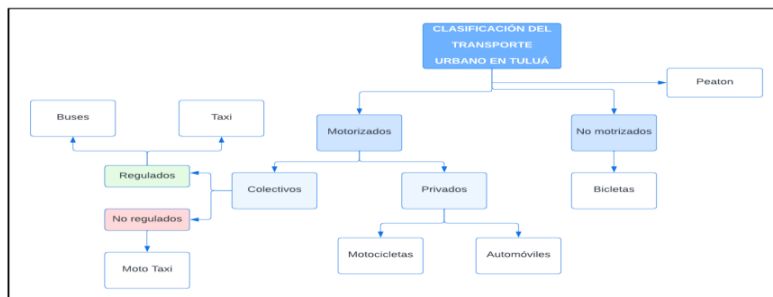 CLASIFICACIÓN DEL
TRANSPORTE
URBANO EN TULUÁ
Peaton
Buses
Taxi
Motorizados
No motrizados
Regulados
Colectivos
Privados
Bicletas
No regulados
Motocicletas
Automóviles
Moto Taxi